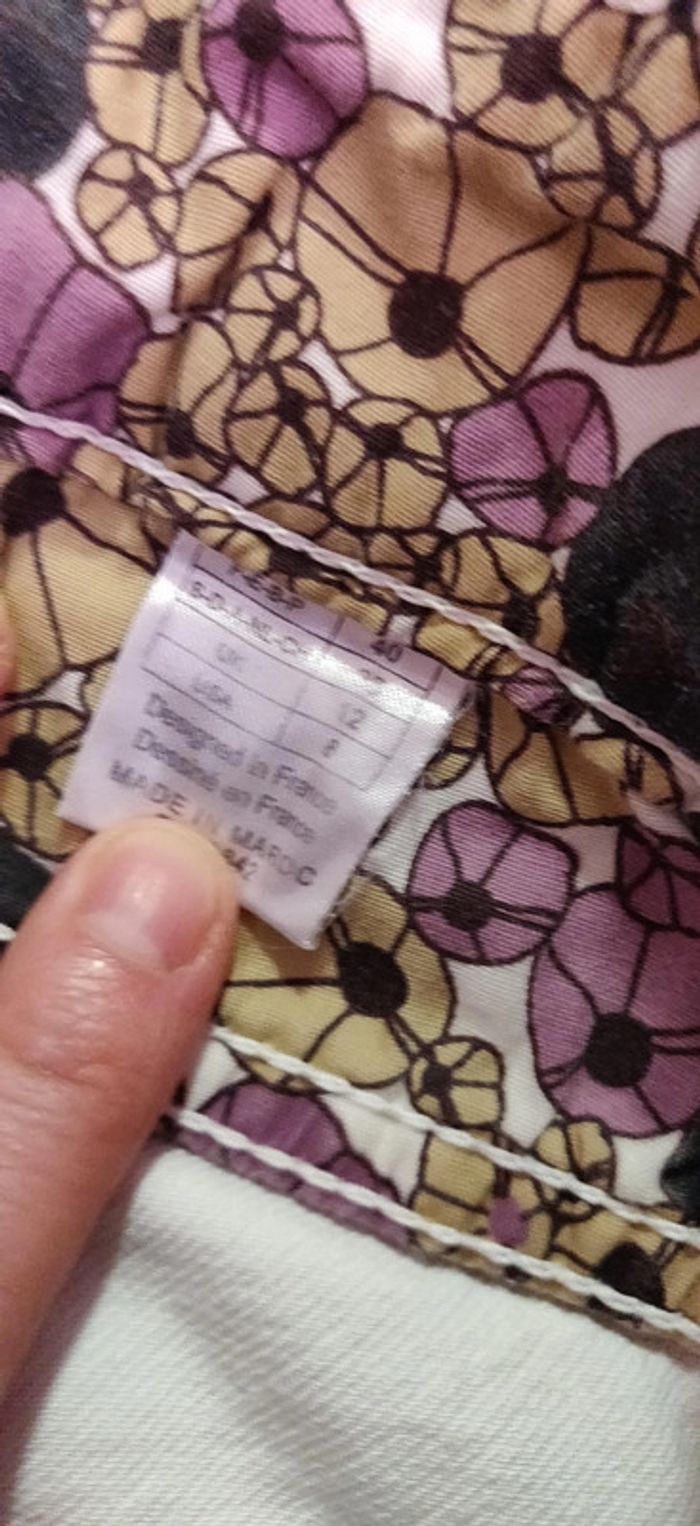 F-E-B-P 40
UK 12
USA 8
Designed in France
Dessiné en France
MADE IN MAROC